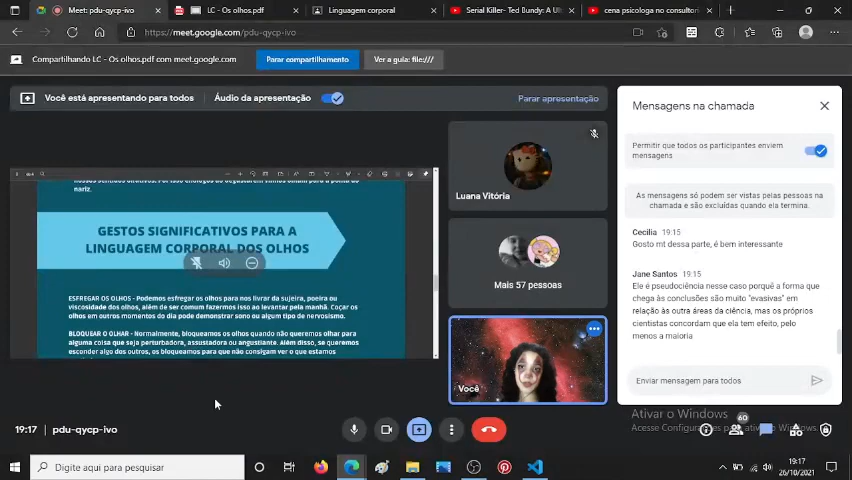 Meet: pdu-qycp-ivo
LC - Os olhos.pdf
Linguagem corporal
Serial Killer- Ted Bundy: A Ul
cena psicologa no consultori
https://meet.google.com/pdu-qycp-ivo
Compartilhando LC - Os olhos.pdf com meet.google.com
Parar compartilhamento
Ver a guia: file:///
Você está apresentando para todos
Áudio da apresentação
Parar apresentação
nariz.
GESTOS SIGNIFICATIVOS PARA A
LINGUAGEM CORPORAL DOS OLHOS
ESFREGAR OS OLHOS - Podemos esfregar os olhos para nos livrar da sujeira, poeira ou
viscosidade dos olhos, além de ser comum fazermos isso ao levantar pela manhã. Coçar os
olhos em outros momentos do dia pode demonstrar sono ou algum tipo de nervosismo.
BLOQUEAR O OLHAR - Normalmente, bloqueamos os olhos quando não queremos olhar para
alguma coisa que seja perturbadora, assustadora ou angustiante. Além disso, se queremos
esconder algo dos outros, os bloqueamos para que não consigam ver o que estamos
Luana Vitória
Mais 57 pessoas
Você
Mensagens na chamada
Permitir que todos os participantes enviem
mensagens
As mensagens só podem ser vistas pelas pessoas na
chamada e são excluídas quando ela termina.
Cecilia 19:15
Gosto mt dessa parte, é bem interessante
Jane Santos 19:15
Ele é pseudociência nesse caso porquê a forma que
chega às conclusões são muito "evasivas" em
relação às outras áreas da ciência, mas os próprios
cientistas concordam que ela tem efeito, pelo
menos a maioria
Enviar mensagem para todos
Ativar o Windows
Acesse Configurações para ativar o Windows.
60
19:17 pdu-qycp-ivo
Digite aqui para pesquisar
19:17
26/10/2021